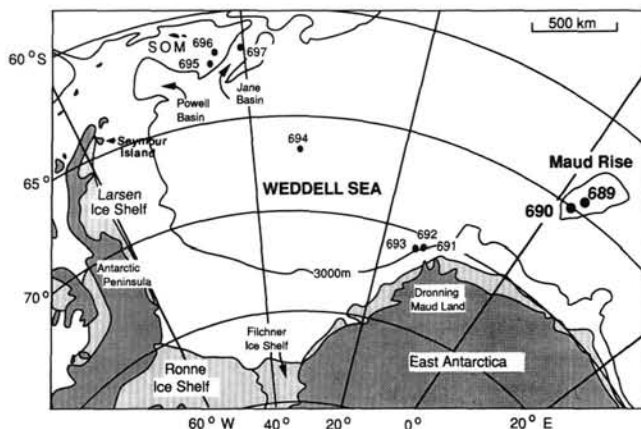 500 km
60° S
SOM
696
695
697
Powell
Basin
Jane
Basin
694
Seymour
Island
WEDDELL SEA
Maud Rise
690
689
65°
Larsen
Ice Shelf
693
692
691
3000m
70°
Antarctic
Peninsula
Dronning
Maud Land
Filchner
Ice Shelf
Ronne
Ice Shelf
East Antarctica
60° W
40°
20°
0°
20° E